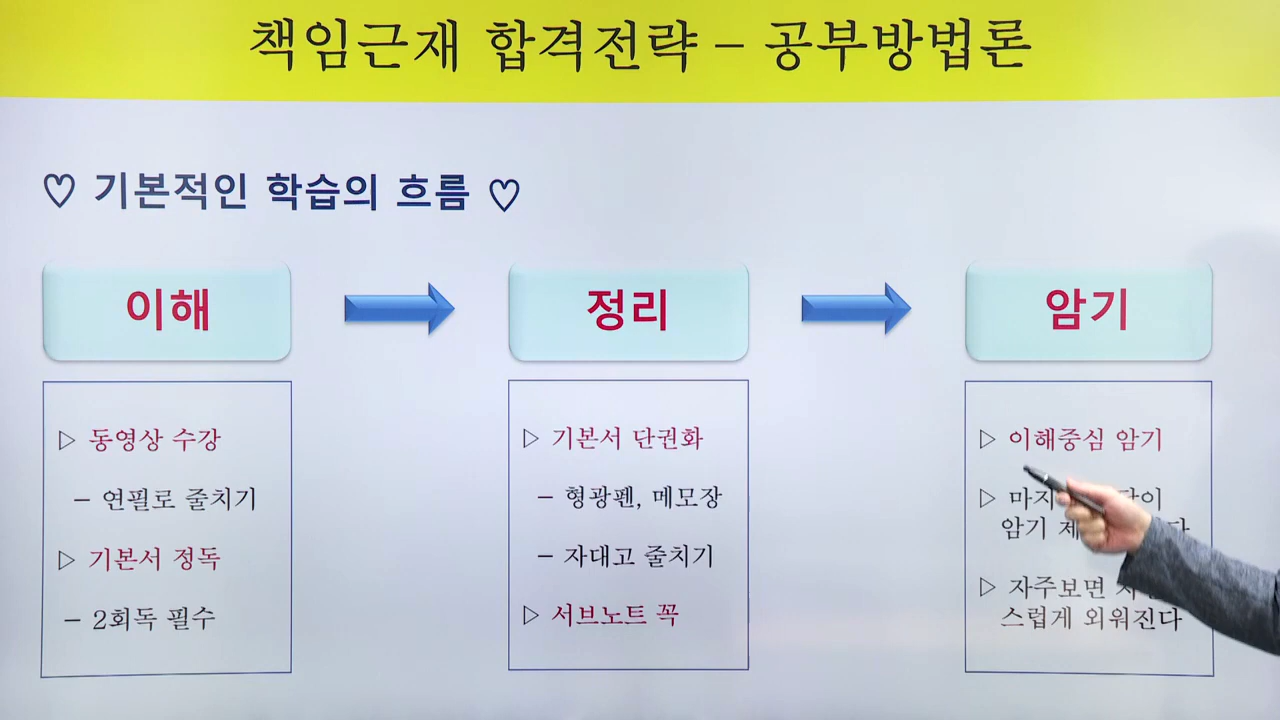 책임근재 합격전략 – 공부방법론
♡ 기본적인 학습의 흐름 ♡
이해
▷ 동영상 수강
– 연필로 줄치기
▷ 기본서 정독
– 2회독 필수
정리
▷ 기본서 단권화
– 형광펜, 메모장
– 자대고 줄치기
▷ 서브노트 꼭
암기
▷ 이해중심 암기
▷
암기
▷ 자주보면
스럽게 외워진다